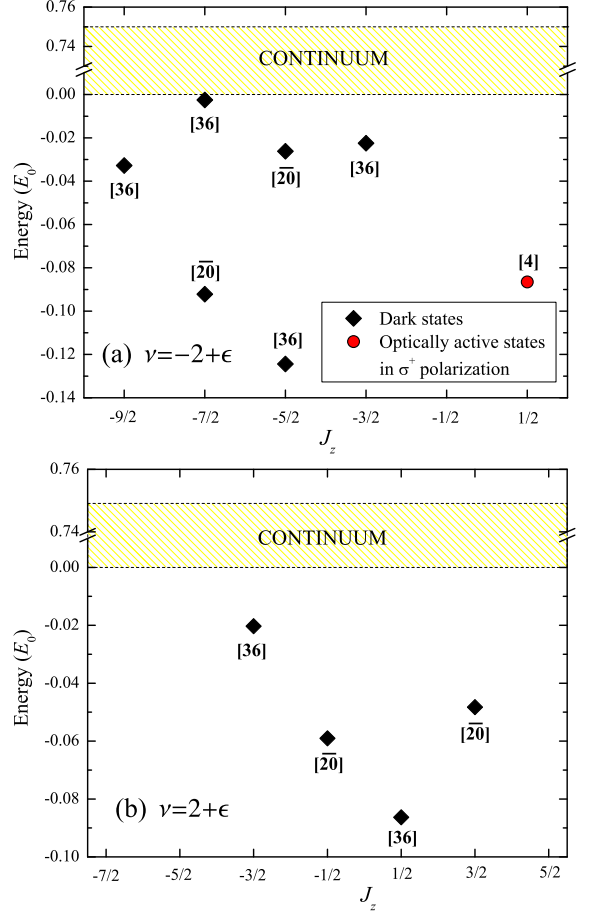 0.76
0.74
CONTINUUM
0.00
[36]
-0.02
[36]
[2̅0̅]
[36]
-0.04
-0.06
Energy (E₀)
[2̅0̅]
[4]
-0.08
-0.10
Dark states
(a) ν=−2+ϵ
[36]
Optically active states
in σ⁺ polarization
-0.12
-0.14
-9/2 -7/2 -5/2 -3/2 -1/2 1/2
J_z
0.76
0.74
CONTINUUM
0.00
-0.02
[36]
-0.04
[2̅0̅]
Energy (E₀)
-0.06
[2̅0̅]
-0.08
(b) ν=2+ϵ
[36]
-0.10
-7/2 -5/2 -3/2 -1/2 1/2 3/2 5/2
J_z